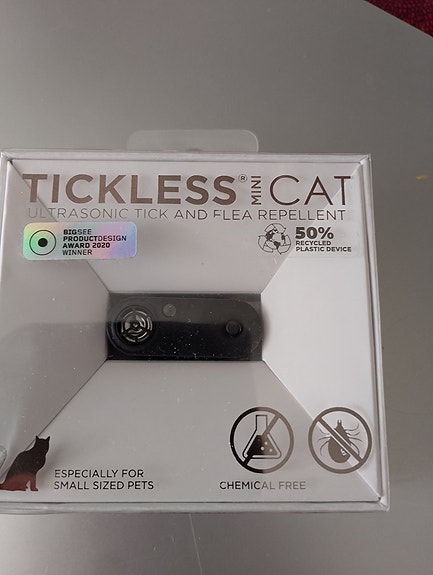 TICKLESS® MINI CAT
ULTRASONIC TICK AND FLEA REPELLENT
BIGSEE
PRODUCTDESIGN
AWARD 2020
WINNER
50%
RECYCLED
PLASTIC DEVICE
ESPECIALLY FOR
SMALL SIZED PETS
CHEMICAL FREE